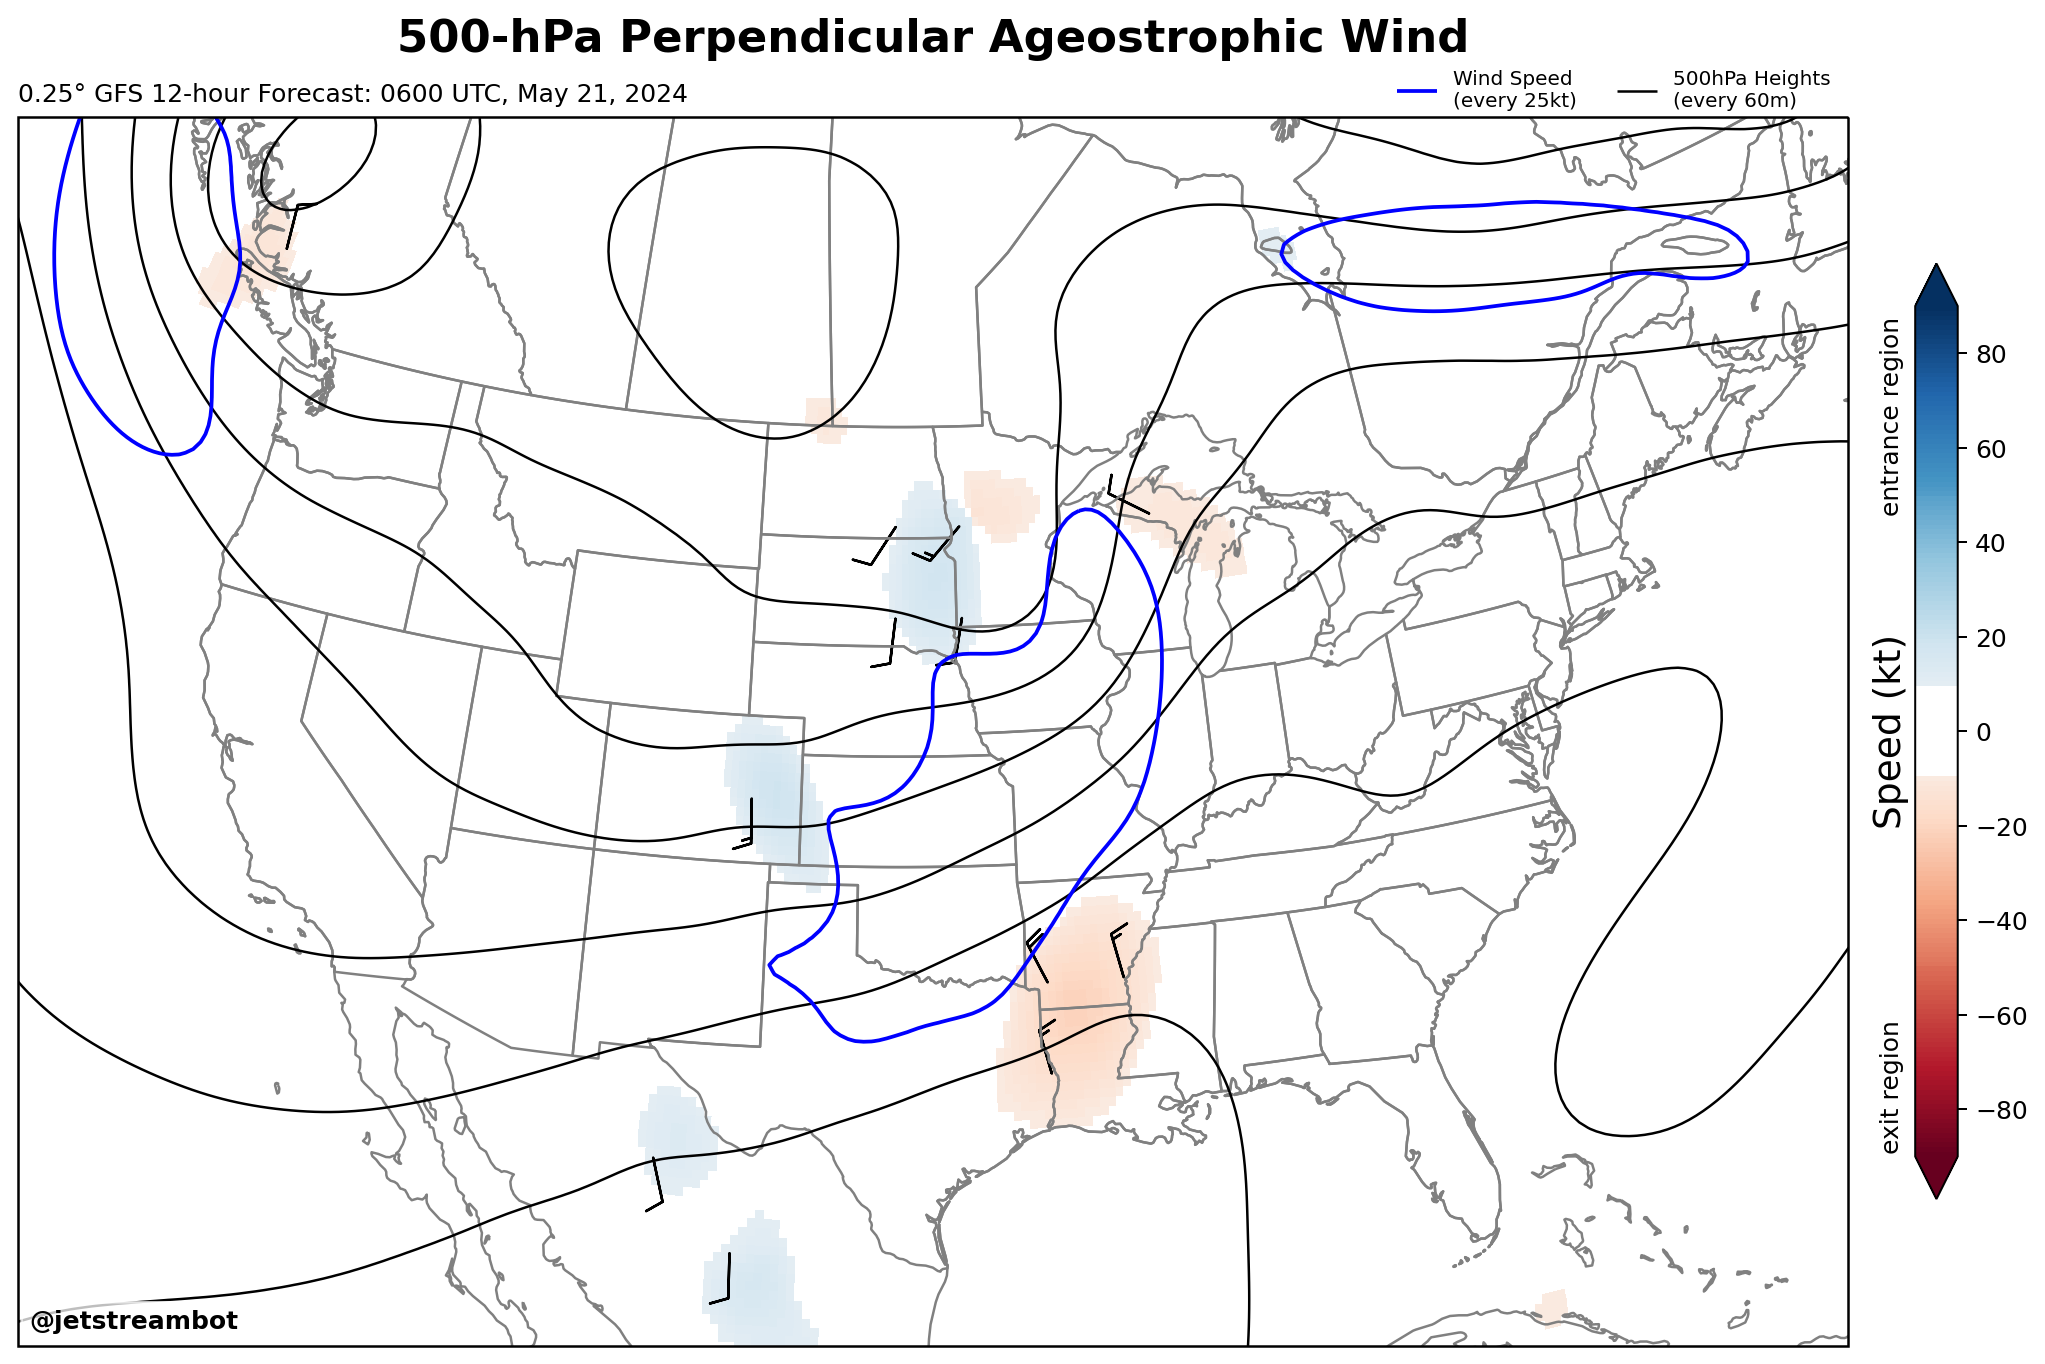 500-hPa Perpendicular Ageostrophic Wind
0.25° GFS 12-hour Forecast: 0600 UTC, May 21, 2024
Wind Speed
(every 25kt)
500hPa Heights
(every 60m)
entrance region
Speed (kt)
exit region
80
60
40
20
0
−20
−40
−60
−80
@jetstreambot